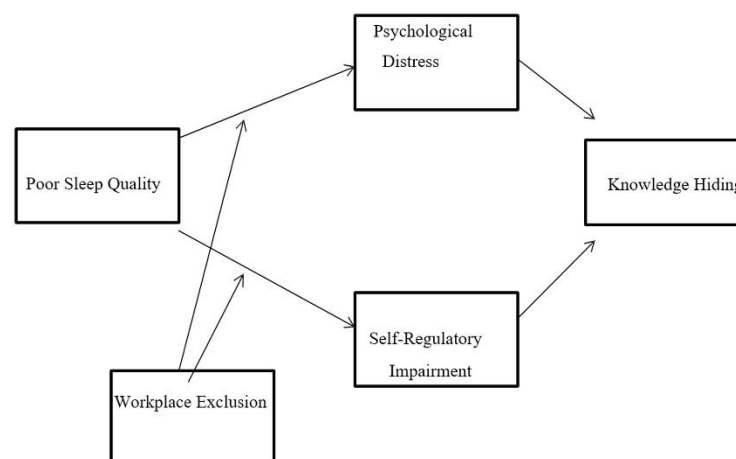 Psychological
Distress
Poor Sleep Quality
Knowledge Hiding
Self-Regulatory
Impairment
Workplace Exclusion